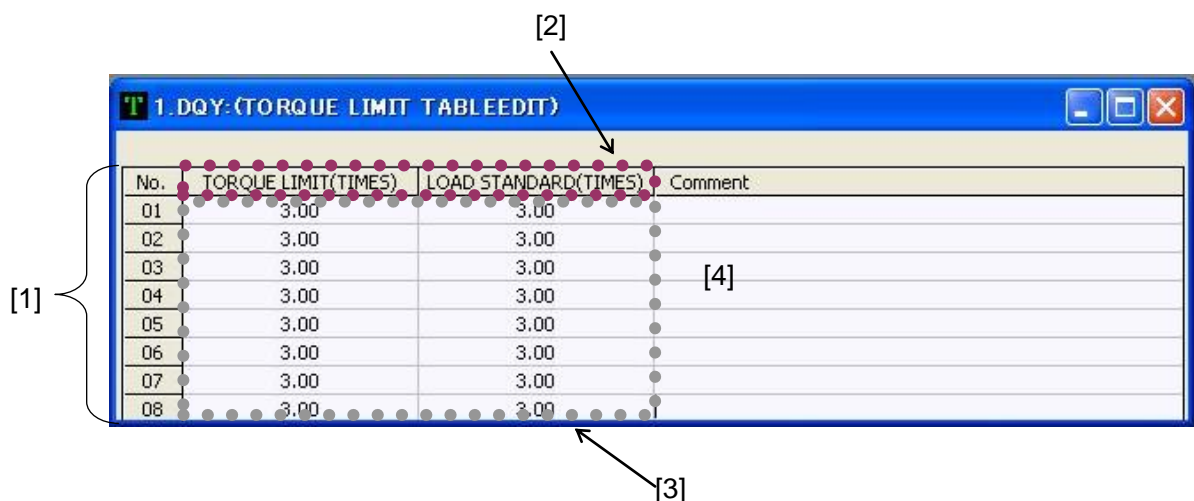 [2]
1.DQY:(TORQUE LIMIT TABLEEDIT)
No. TORQUE LIMIT(TIMES) LOAD STANDARD(TIMES) Comment
01 3.00 3.00
02 3.00 3.00
03 3.00 3.00
[4]
04 3.00 3.00
[1]
05 3.00 3.00
06 3.00 3.00
07 3.00 3.00
08 3.00 3.00
[3]